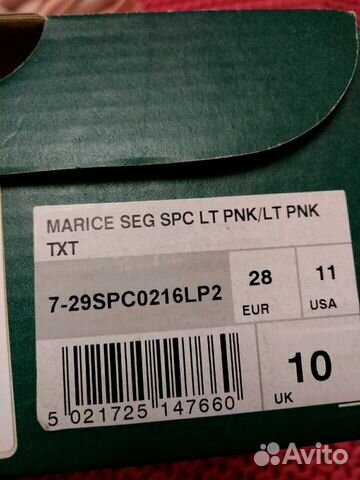 MARICE SEG SPC LT PNK/LT PNK
TXT
7-29SPC0216LP2
28
EUR
11
USA
5 021725 147660
10
UK
Avito